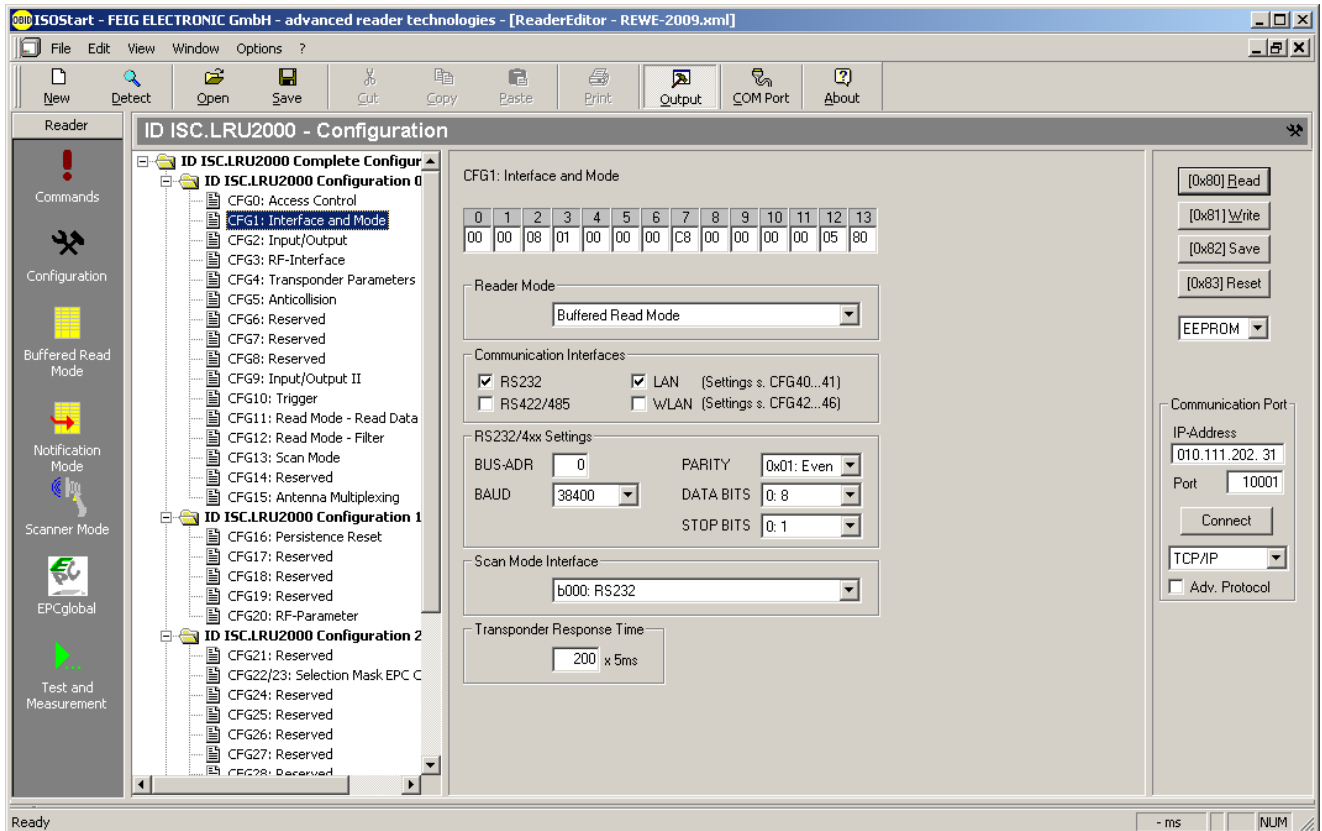 OBID ISOStart - FEIG ELECTRONIC GmbH - advanced reader technologies - [ReaderEditor - REWE-2009.xml]
File Edit View Window Options ?
New Detect Open Save Cut Copy Paste Print Output COM Port About
Reader
Commands
Configuration
Buffered Read
Mode
Notification
Mode
Scanner Mode
EPCglobal
Test and
Measurement
ID ISC.LRU2000 - Configuration
ID ISC.LRU2000 Complete Configur
ID ISC.LRU2000 Configuration 0
CFG0: Access Control
CFG1: Interface and Mode
CFG2: Input/Output
CFG3: RF-Interface
CFG4: Transponder Parameters
CFG5: Anticollision
CFG6: Reserved
CFG7: Reserved
CFG8: Reserved
CFG9: Input/Output II
CFG10: Trigger
CFG11: Read Mode - Read Data
CFG12: Read Mode - Filter
CFG13: Scan Mode
CFG14: Reserved
CFG15: Antenna Multiplexing
ID ISC.LRU2000 Configuration 1
CFG16: Persistence Reset
CFG17: Reserved
CFG18: Reserved
CFG19: Reserved
CFG20: RF-Parameter
ID ISC.LRU2000 Configuration 2
CFG21: Reserved
CFG22/23: Selection Mask EPC C
CFG24: Reserved
CFG25: Reserved
CFG26: Reserved
CFG27: Reserved
CFG28: Reserved
CFG1: Interface and Mode
0 1 2 3 4 5 6 7 8 9 10 11 12 13
00 00 08 01 00 00 00 C8 00 00 00 00 05 80
Reader Mode
Buffered Read Mode
Communication Interfaces
RS232 LAN (Settings s. CFG40...41)
RS422/485 WLAN (Settings s. CFG42...46)
RS232/4xx Settings
BUS-ADR 0 PARITY 0x01: Even
BAUD 38400 DATA BITS 0: 8
STOP BITS 0: 1
Scan Mode Interface
b000: RS232
Transponder Response Time
200 x 5ms
[0x80] Read
[0x81] Write
[0x82] Save
[0x83] Reset
EEPROM
Communication Port
IP-Address
010.111.202. 31
Port 10001
Connect
TCP/IP
Adv. Protocol
Ready
- ms NUM